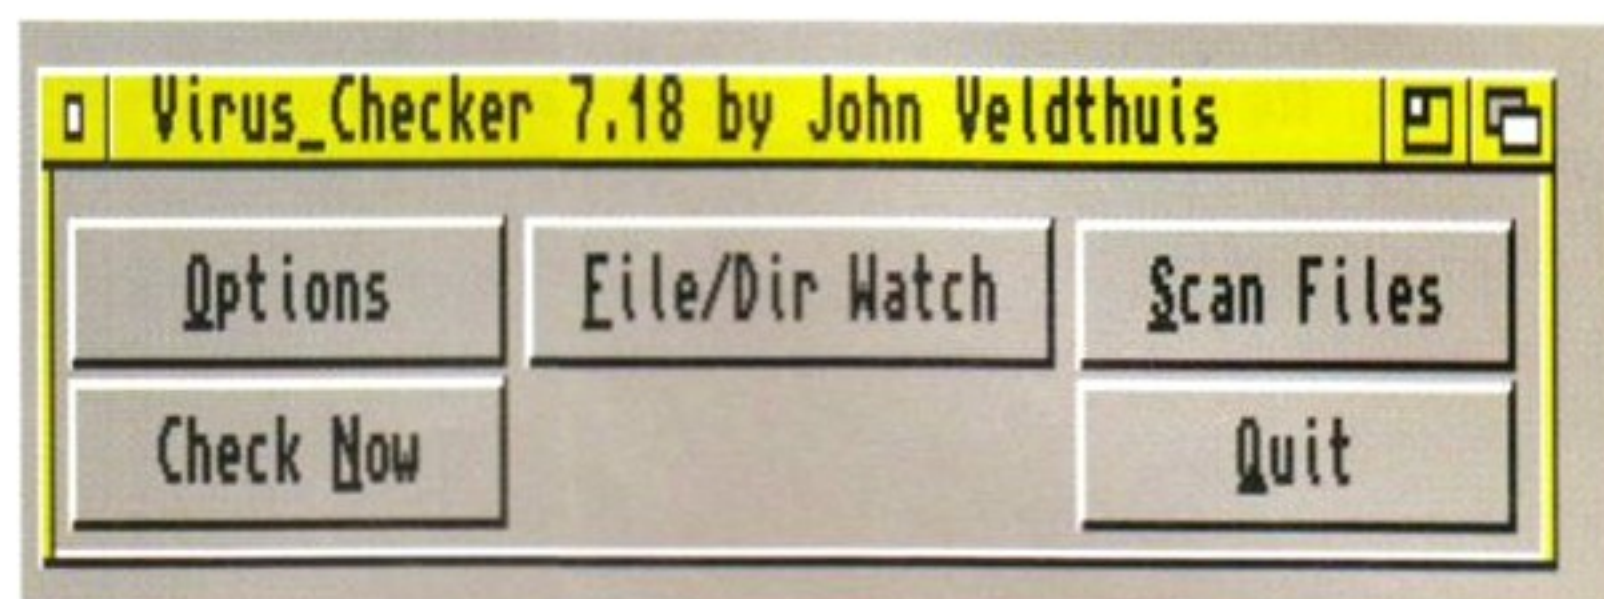 Virus_Checker 7.18 by John Veldthuis
Options
File/Dir Watch
Scan Files
Check Now
Quit